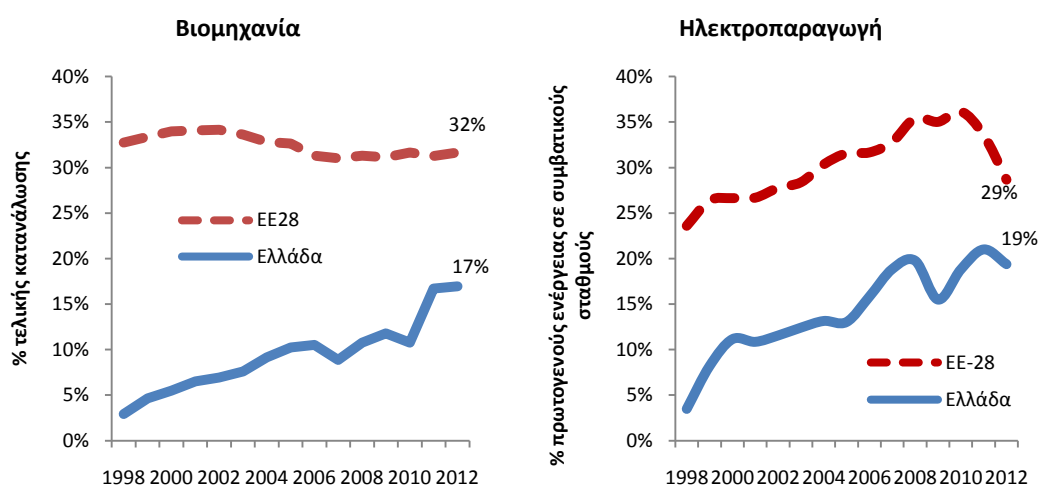 Βιομηχανία
% τελικής κατανάλωσης
40%
35%
30%
25%
20%
15%
10%
5%
0%
32%
ΕΕ28
Ελλάδα
17%
1998 2000 2002 2004 2006 2008 2010 2012
Ηλεκτροπαραγωγή
% πρωτογενούς ενέργειας σε συμβατικούς
σταθμούς
40%
35%
30%
25%
20%
15%
10%
5%
0%
29%
19%
ΕΕ-28
Ελλάδα
1998 2000 2002 2004 2006 2008 2010 2012